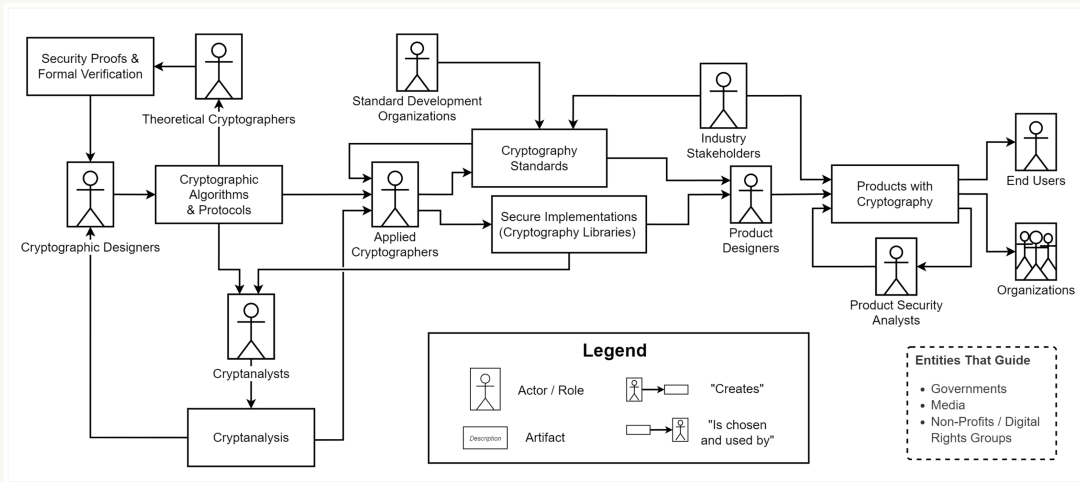 Security Proofs &
Formal Verification
Theoretical Cryptographers
Standard Development
Organizations
Industry
Stakeholders
Cryptography
Standards
End Users
Cryptographic
Algorithms
& Protocols
Products with
Cryptography
Cryptographic Designers
Applied
Cryptographers
Secure Implementations
(Cryptography Libraries)
Product
Designers
Organizations
Product Security
Analysts
Cryptanalysts
Cryptanalysis
Legend
Actor / Role
"Creates"
Description
Artifact
"Is chosen
and used by"
Entities That Guide
• Governments
• Media
• Non-Profits / Digital
Rights Groups